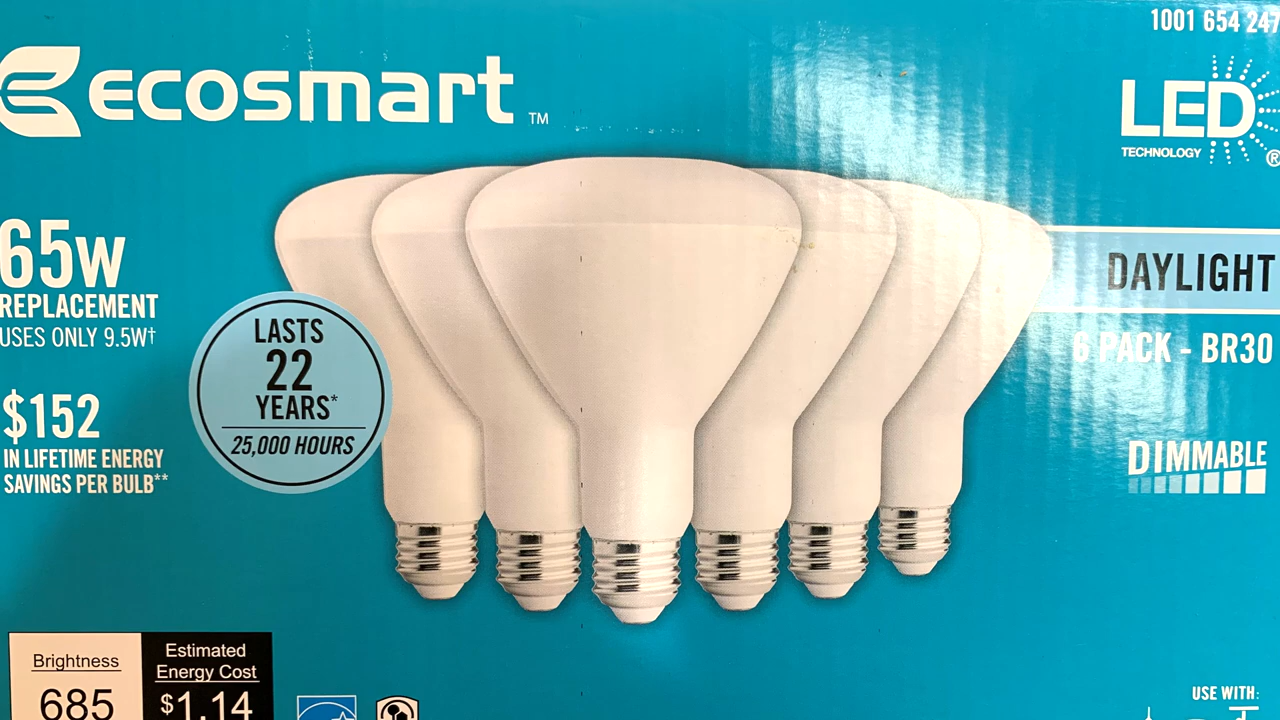 1001 654 247
ecosmart™
LED
TECHNOLOGY ®
65W
REPLACEMENT
USES ONLY 9.5W†
LASTS
22
YEARS*
25,000 HOURS
$152
IN LIFETIME ENERGY
SAVINGS PER BULB**
DAYLIGHT
6 PACK - BR30
DIMMABLE
Brightness
685
Estimated
Energy Cost
$1.14
USE WITH: